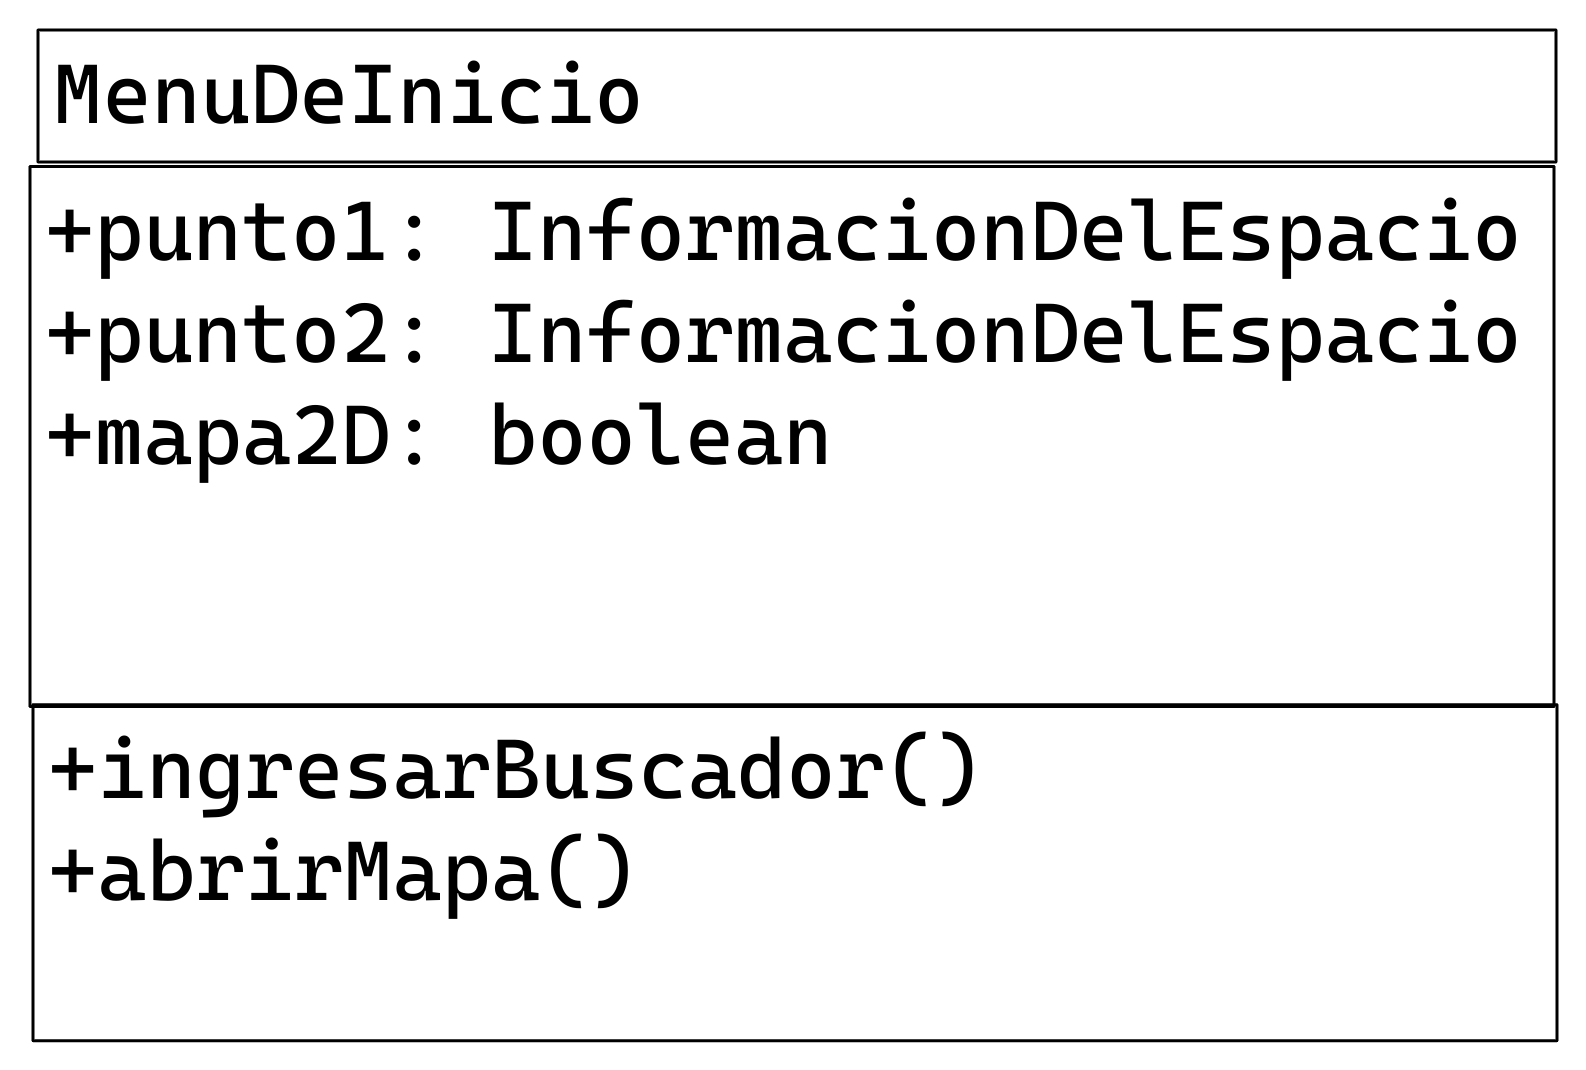 MenuDeInicio
+punto1: InformacionDelEspacio
+punto2: InformacionDelEspacio
+mapa2D: boolean
+ingresarBuscador()
+abrirMapa()